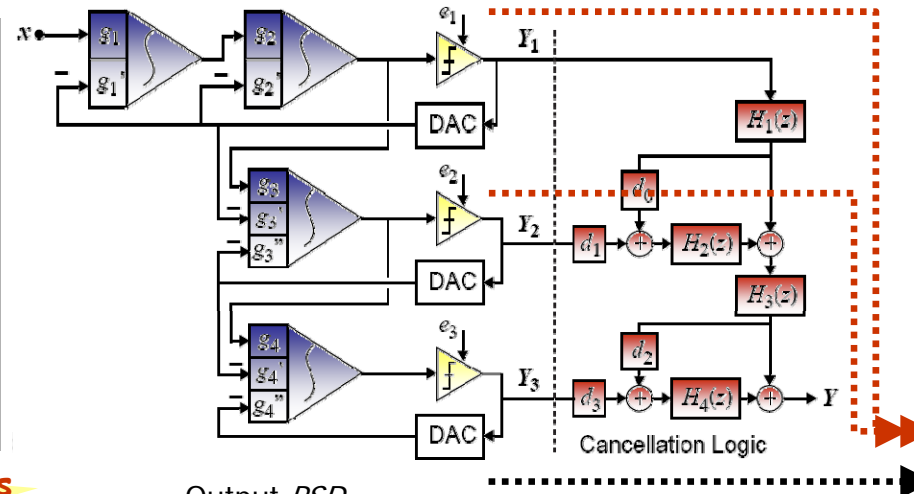 x
g1
g1'
g2
g2'
e1
Y1
DAC
H1(z)
g3
g3'
g3"
e2
Y2
DAC
d0
d1
H2(z)
H3(z)
g4
g4'
g4"
e3
Y3
DAC
d2
d3
H4(z)
Y
Cancellation Logic
s
Output PSD